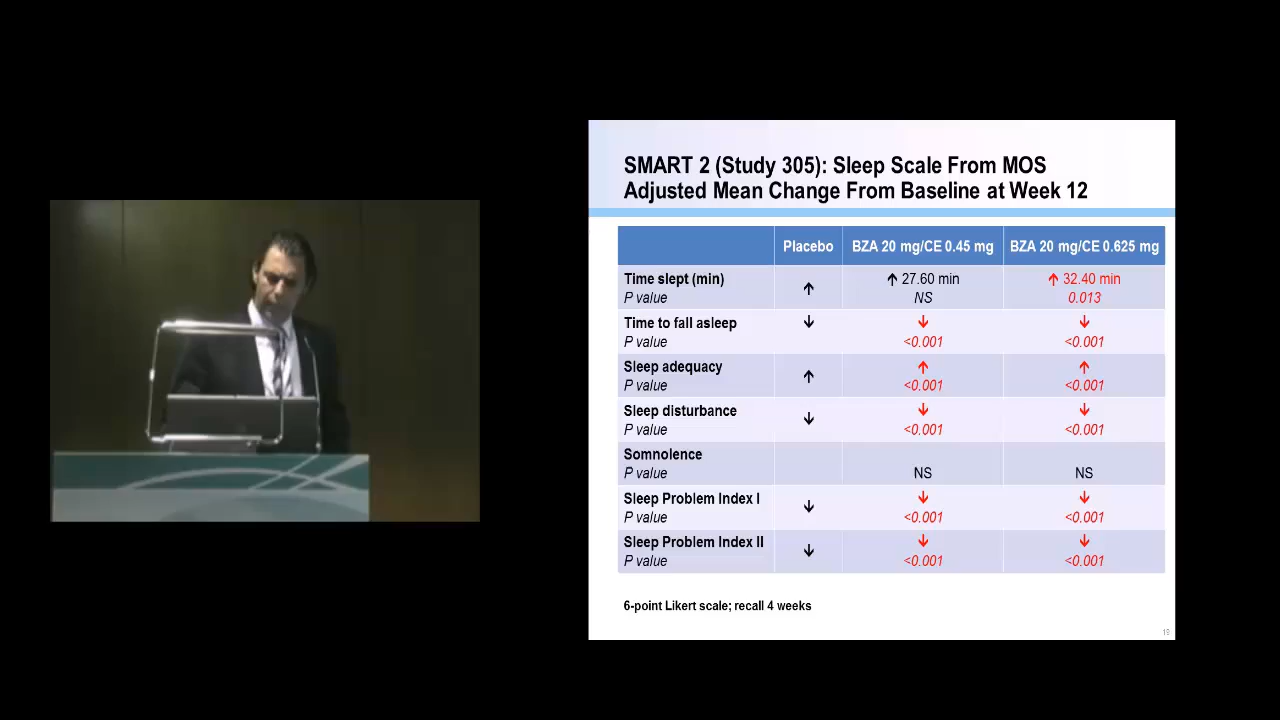 SMART 2 (Study 305): Sleep Scale From MOS
Adjusted Mean Change From Baseline at Week 12
Placebo BZA 20 mg/CE 0.45 mg BZA 20 mg/CE 0.625 mg
Time slept (min) ↑ ↑ 27.60 min ↑ 32.40 min
P value NS 0.013
Time to fall asleep ↓ ↓ ↓
P value <0.001 <0.001
Sleep adequacy ↑ ↑ ↑
P value <0.001 <0.001
Sleep disturbance ↓ ↓ ↓
P value <0.001 <0.001
Somnolence
P value NS NS
Sleep Problem Index I ↓ ↓ ↓
P value <0.001 <0.001
Sleep Problem Index II ↓ ↓ ↓
P value <0.001 <0.001
6-point Likert scale; recall 4 weeks